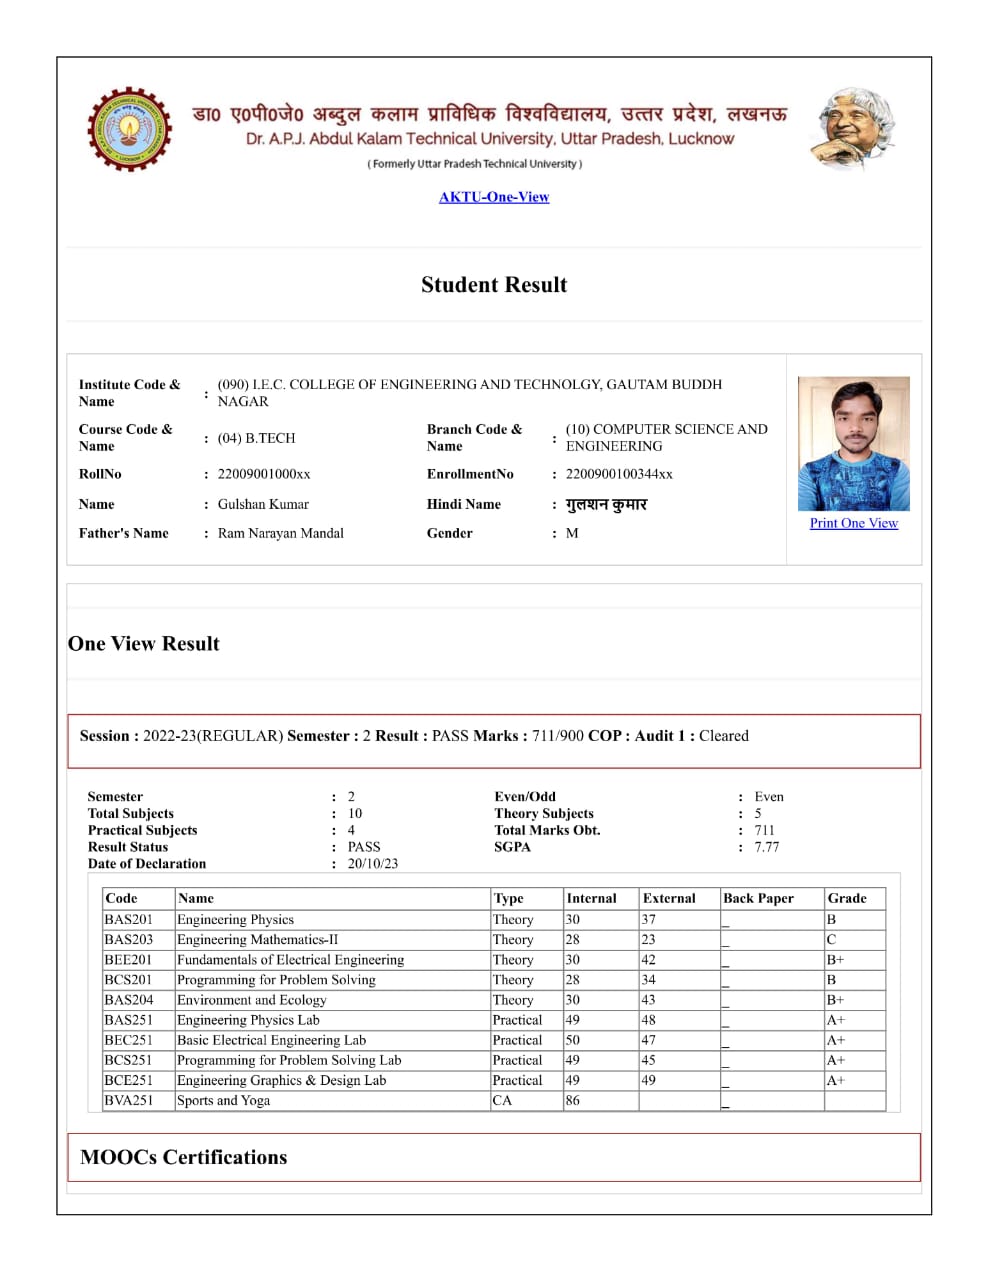 डा0 ए0पी0जे0 अब्दुल कलाम प्राविधिक विश्वविद्यालय, उत्तर प्रदेश, लखनऊ
Dr. A.P.J. Abdul Kalam Technical University, Uttar Pradesh, Lucknow
( Formerly Uttar Pradesh Technical University )
AKTU-One-View
Student Result
Institute Code & Name : (090) I.E.C. COLLEGE OF ENGINEERING AND TECHNOLGY, GAUTAM BUDDH NAGAR
Course Code & Name : (04) B.TECH Branch Code & Name : (10) COMPUTER SCIENCE AND ENGINEERING
RollNo : 22009001000xx EnrollmentNo : 2200900100344xx
Name : Gulshan Kumar Hindi Name : गुलशन कुमार
Father's Name : Ram Narayan Mandal Gender : M
Print One View
One View Result
Session : 2022-23(REGULAR) Semester : 2 Result : PASS Marks : 711/900 COP : Audit 1 : Cleared
Semester : 2 Even/Odd : Even
Total Subjects : 10 Theory Subjects : 5
Practical Subjects : 4 Total Marks Obt. : 711
Result Status : PASS SGPA : 7.77
Date of Declaration : 20/10/23
Code Name Type Internal External Back Paper Grade
BAS201 Engineering Physics Theory 30 37 _ B
BAS203 Engineering Mathematics-II Theory 28 23 _ C
BEE201 Fundamentals of Electrical Engineering Theory 30 42 _ B+
BCS201 Programming for Problem Solving Theory 28 34 _ B
BAS204 Environment and Ecology Theory 30 43 _ B+
BAS251 Engineering Physics Lab Practical 49 48 _ A+
BEC251 Basic Electrical Engineering Lab Practical 50 47 _ A+
BCS251 Programming for Problem Solving Lab Practical 49 45 _ A+
BCE251 Engineering Graphics & Design Lab Practical 49 49 _ A+
BVA251 Sports and Yoga CA 86 _
MOOCs Certifications